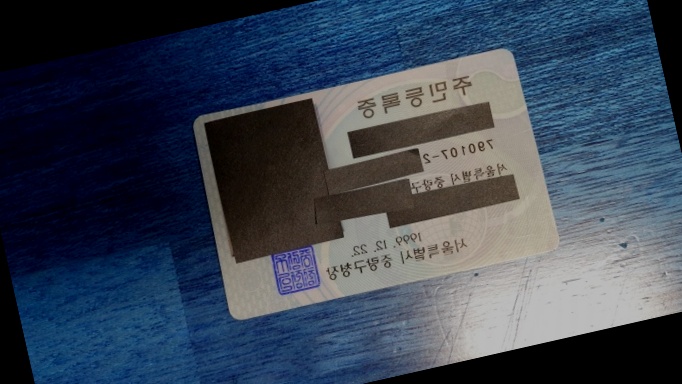 주민등록증
790107-2
서울특별시 중랑구
1999. 12. 22.
서울특별시 중랑구청장